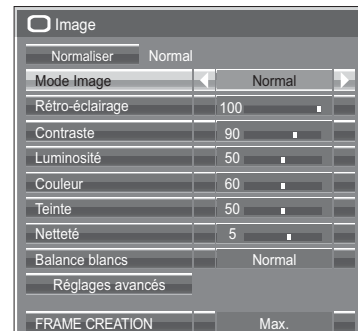 Image
Normaliser Normal
Mode Image Normal
Rétro-éclairage 100
Contraste 90
Luminosité 50
Couleur 60
Teinte 50
Netteté 5
Balance blancs Normal
Réglages avancés
FRAME CREATION Max.